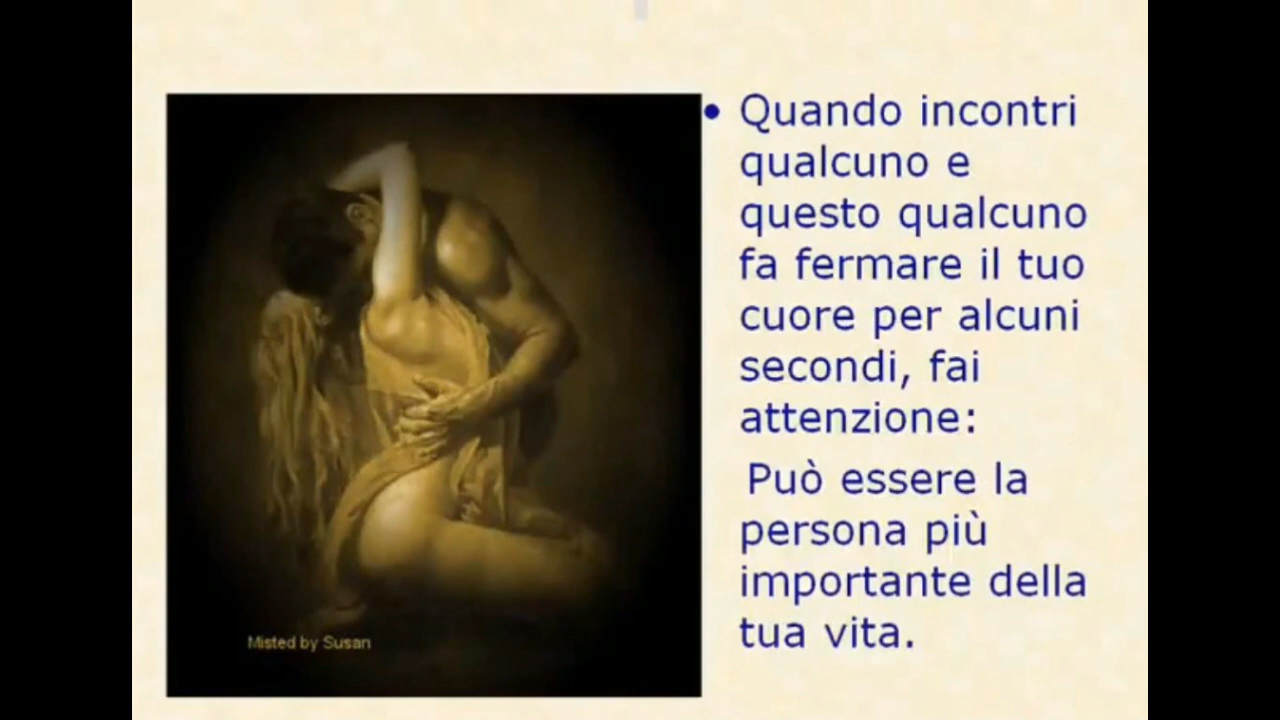 • Quando incontri
qualcuno e
questo qualcuno
fa fermare il tuo
cuore per alcuni
secondi, fai
attenzione:
Può essere la
persona più
importante della
tua vita.
Misted by Susan